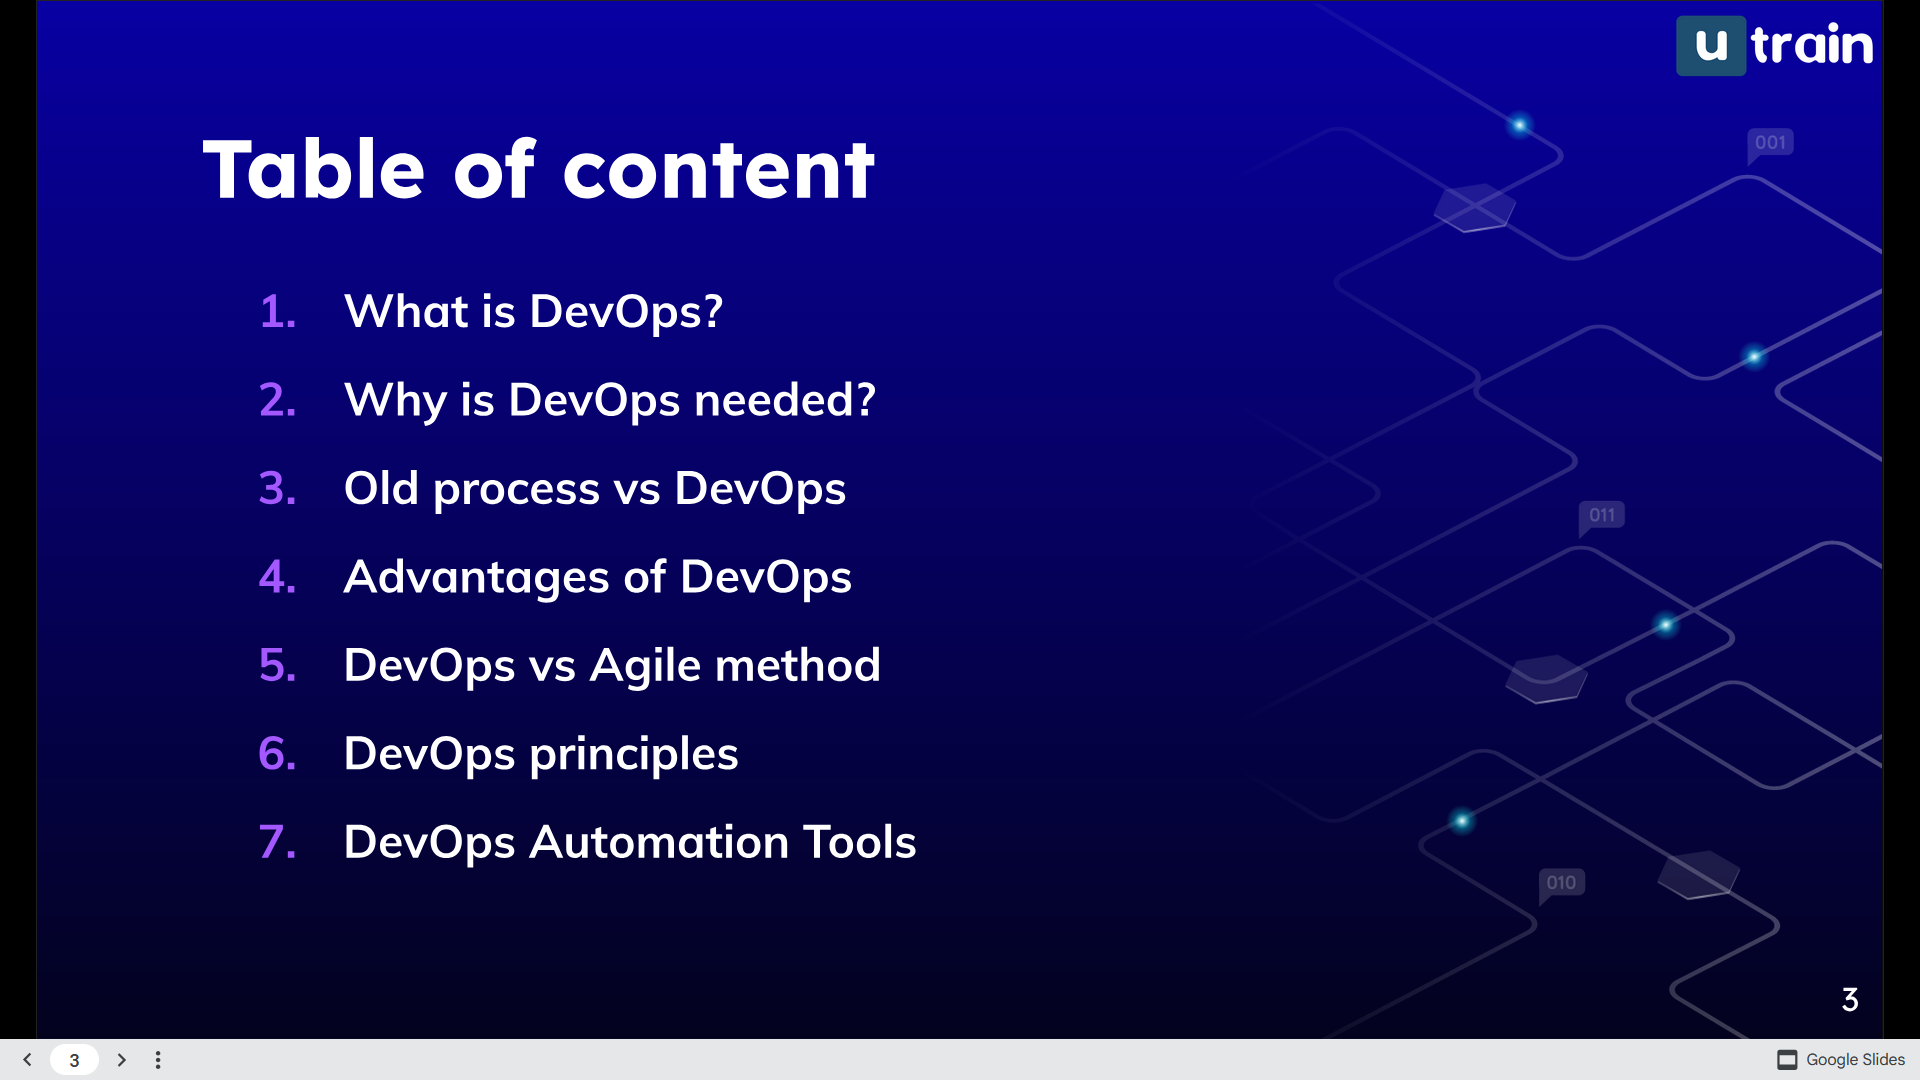 u train
001
Table of content
1. What is DevOps?
2. Why is DevOps needed?
3. Old process vs DevOps
011
4. Advantages of DevOps
5. DevOps vs Agile method
6. DevOps principles
7. DevOps Automation Tools
010
3
3
Google Slides